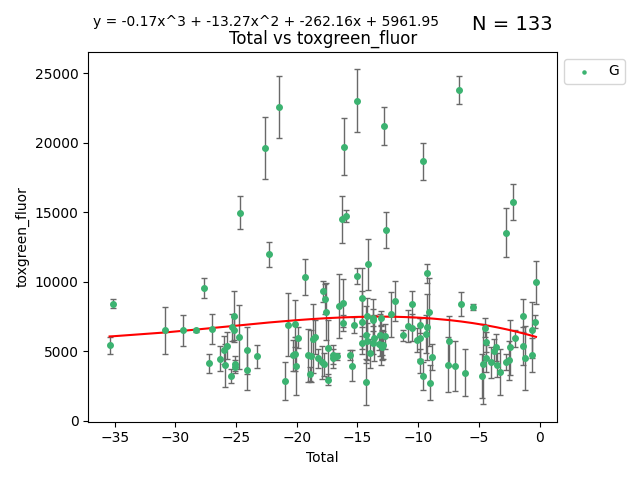 y = -0.17x^3 + -13.27x^2 + -262.16x + 5961.95
N = 133
Total vs toxgreen_fluor
G
toxgreen_fluor
25000
20000
15000
10000
5000
0
−35
−30
−25
−20
−15
−10
−5
0
Total